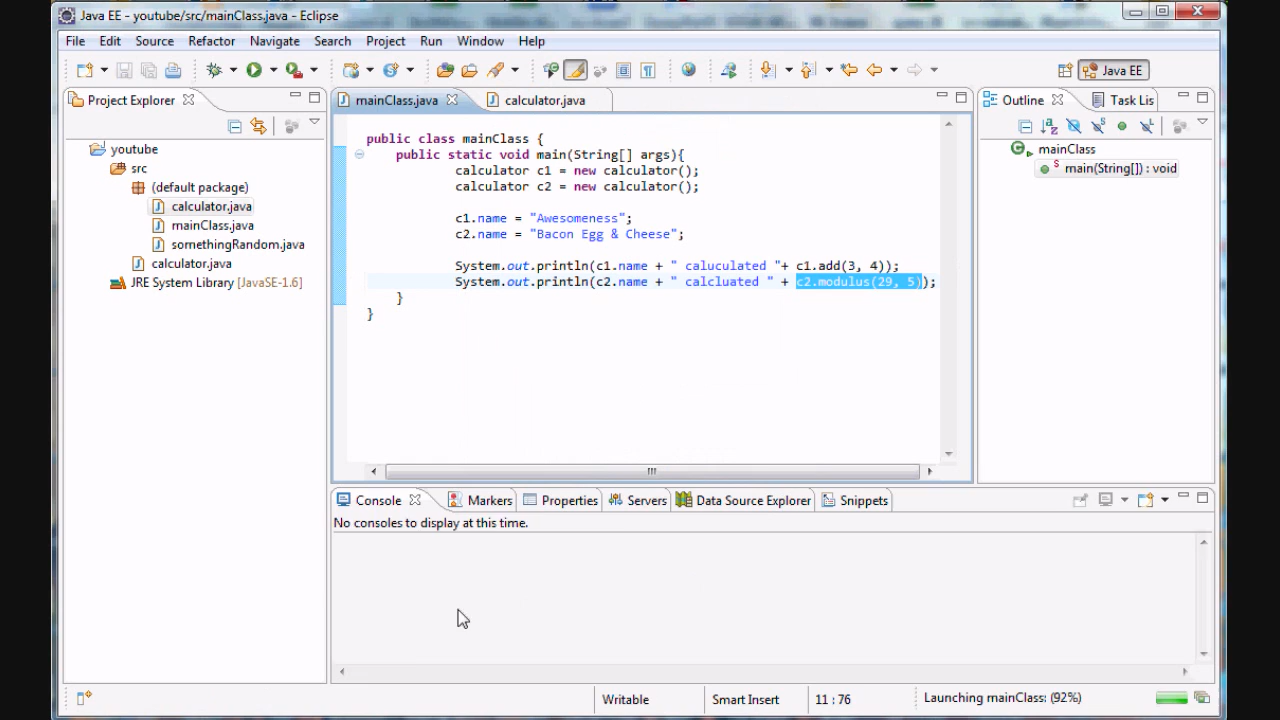 Java EE - youtube/src/mainClass.java - Eclipse
File Edit Source Refactor Navigate Search Project Run Window Help
Java EE
Project Explorer
youtube
src
(default package)
calculator.java
mainClass.java
somethingRandom.java
calculator.java
JRE System Library [JavaSE-1.6]
mainClass.java calculator.java
public class mainClass {
public static void main(String[] args){
calculator c1 = new calculator();
calculator c2 = new calculator();
c1.name = "Awesomeness";
c2.name = "Bacon Egg & Cheese";
System.out.println(c1.name + " caluculated "+ c1.add(3, 4));
System.out.println(c2.name + " calcluated " + c2.modulus(29, 5));
}
}
Outline Task Lis
mainClass
S main(String[]) : void
Console Markers Properties Servers Data Source Explorer Snippets
No consoles to display at this time.
Writable Smart Insert 11 : 76 Launching mainClass: (92%)